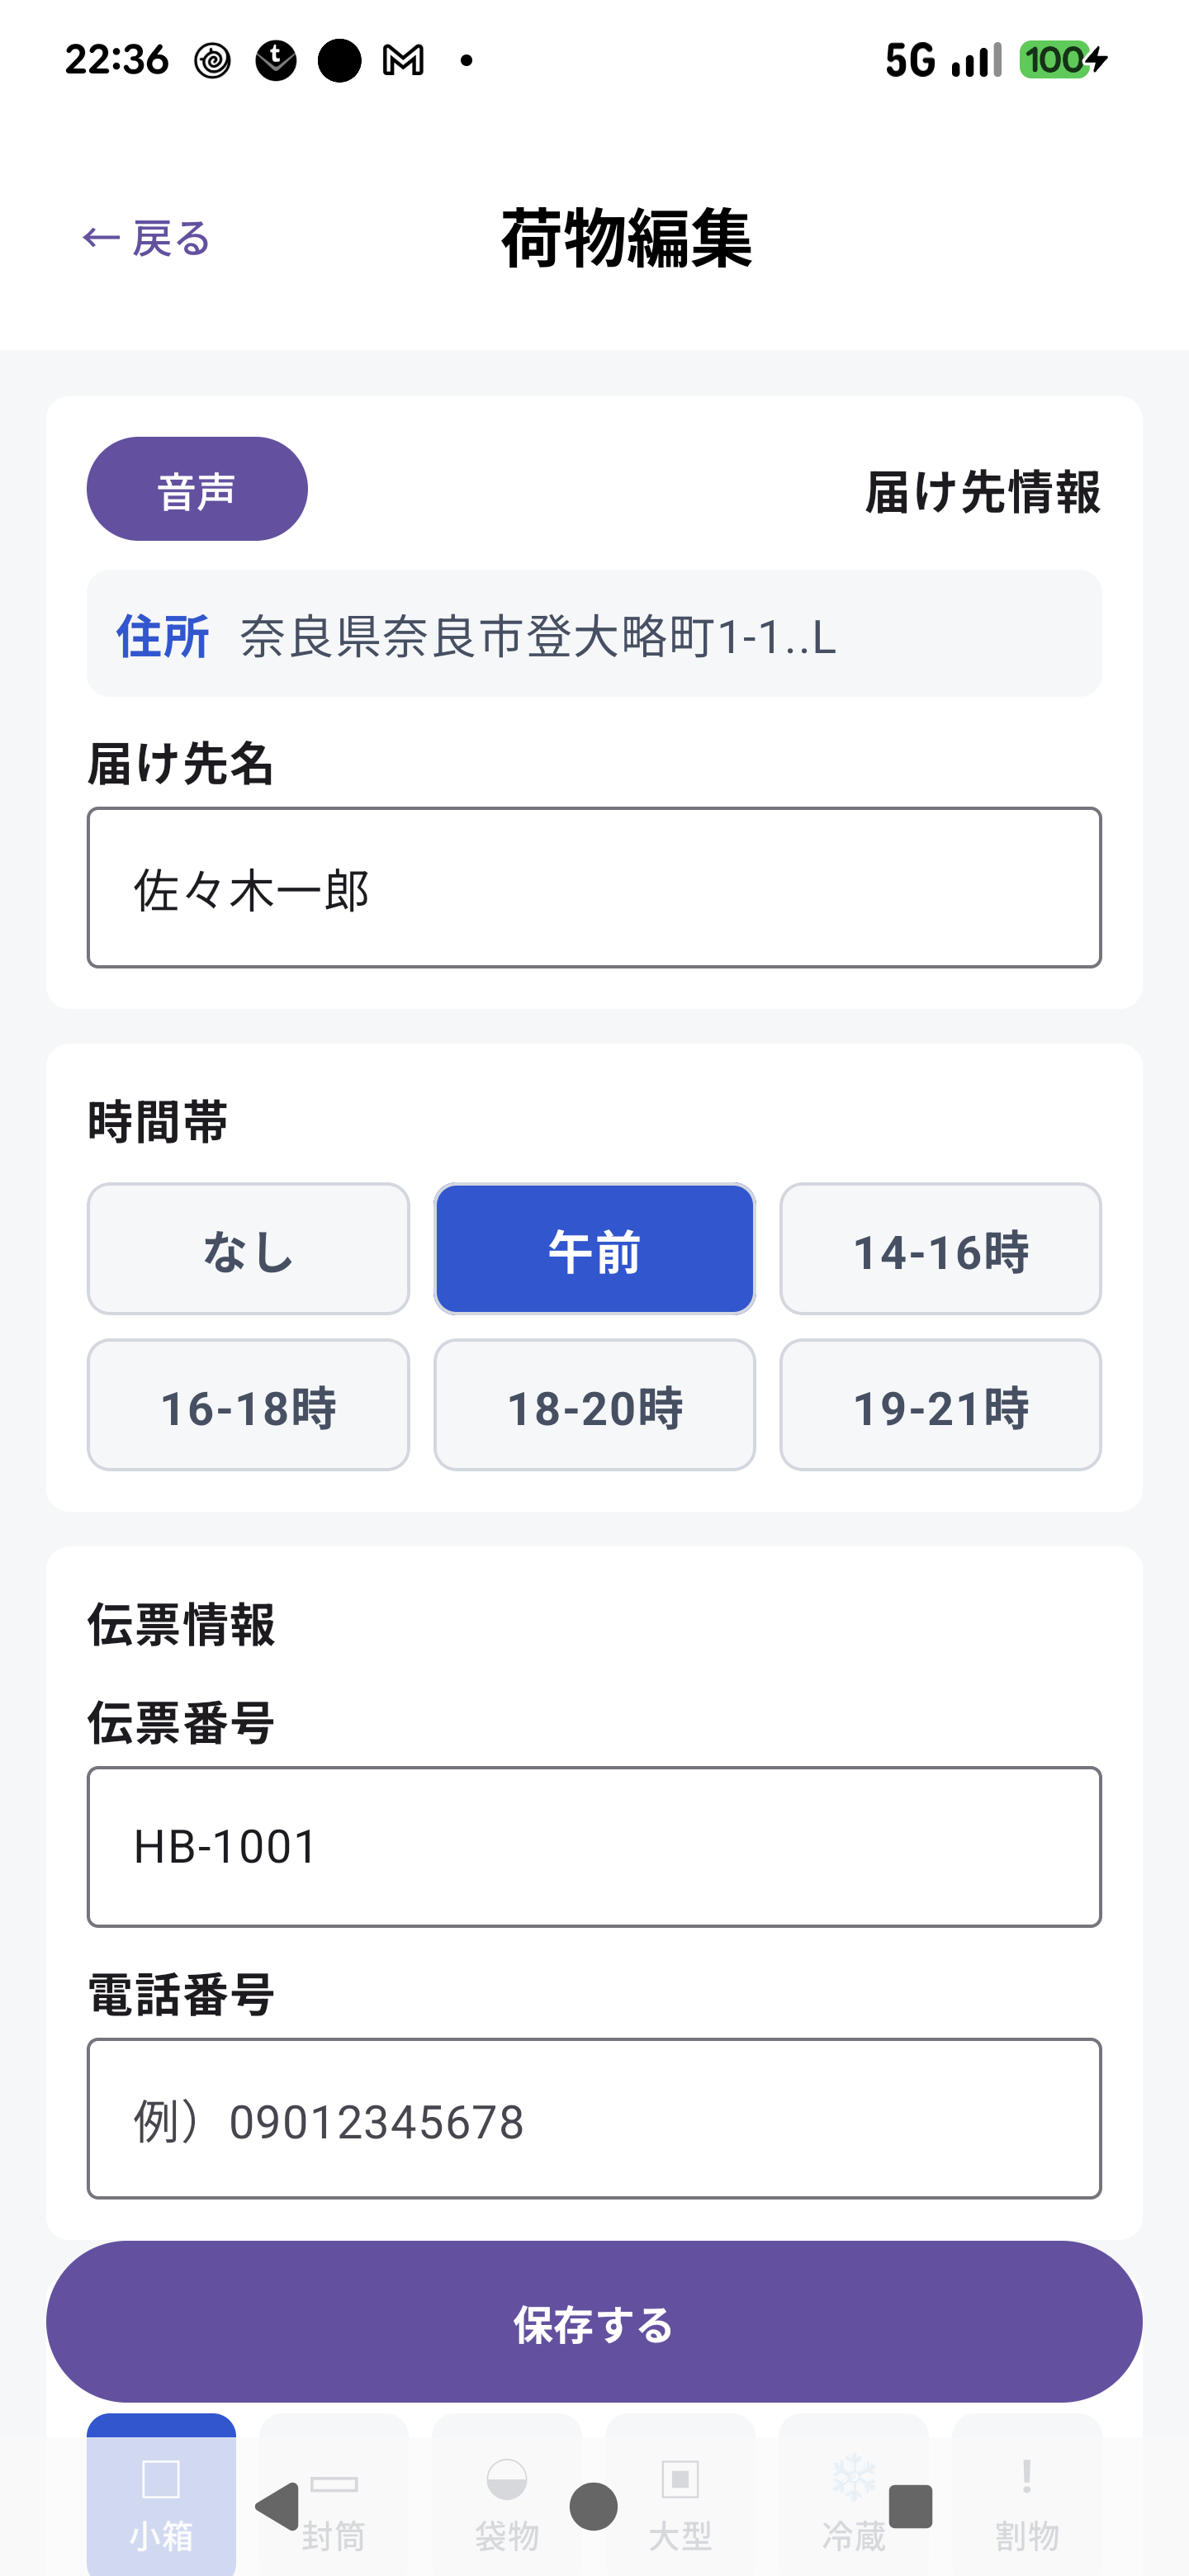 22:36
5G
100
← 戻る
荷物編集
音声
届け先情報
住所 奈良県奈良市登大略町1-1..L
届け先名
佐々木一郎
時間帯
なし
午前
14-16時
16-18時
18-20時
19-21時
伝票情報
伝票番号
HB-1001
電話番号
例）09012345678
保存する
小箱
封筒
袋物
大型
冷蔵
割物